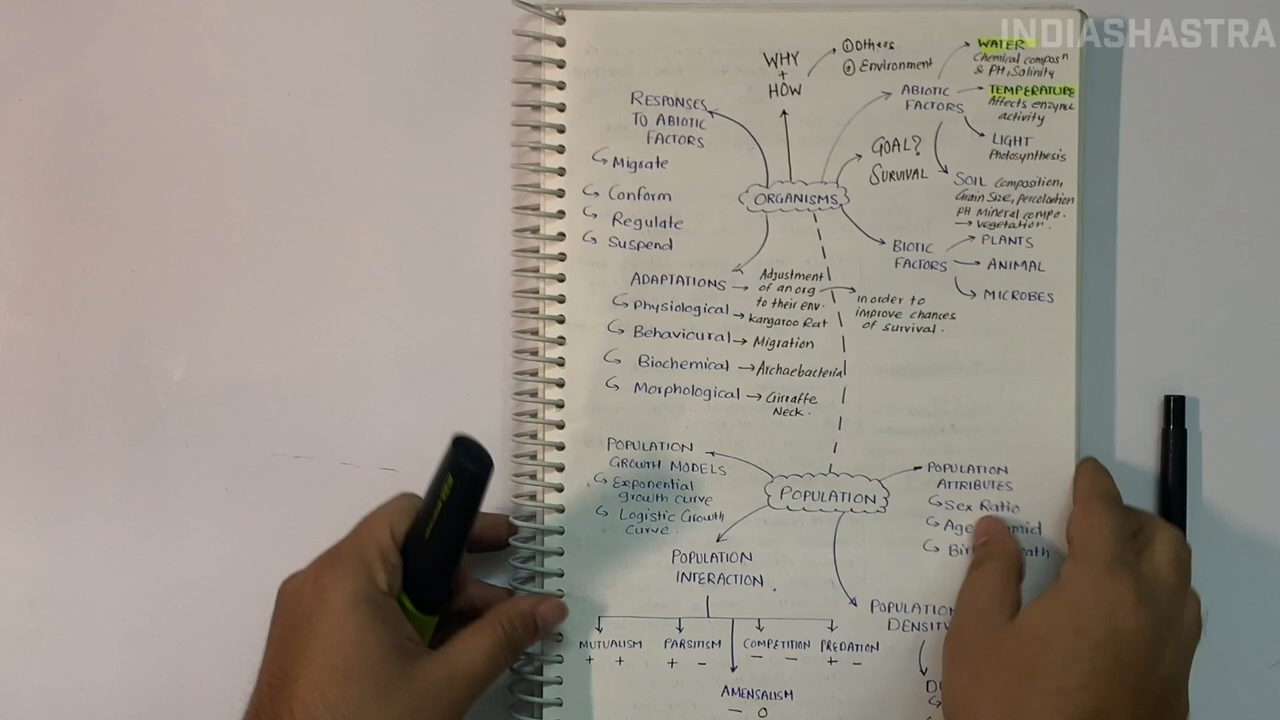 INDIASHASTRA
WHY
+
HOW
① Others
② Environment
ABIOTIC
FACTORS
WATER
Chemical composⁿ
& PH, Salinity
TEMPERATURE
Affects enzyme
activity
LIGHT
Photosynthesis
SOIL composition,
Grain Size, percolation
PH Mineral compo.
→ vegetation.
RESPONSES
TO ABIOTIC
FACTORS
Migrate
Conform
Regulate
Suspend
GOAL?
SURVIVAL
ORGANISMS
BIOTIC
FACTORS
PLANTS
ANIMAL
MICROBES
ADAPTATIONS → Adjustment
of an org
to their env.
in order to
improve chances
of survival.
Physiological → kangaroo Rat
Behavioural → Migration
Biochemical → Archaebacteria
Morphological → Girraffe
Neck.
POPULATION
GROWTH MODELS
Exponential
growth curve
Logistic Growth
curve.
POPULATION
POPULATION
ATTRIBUTES
Sex Ratio
Age
POPULATION
INTERACTION
POPULATION
MUTUALISM
+ +
PARSITISM
+ -
COMPETITION
- -
PREDATION
+ -
AMENSALISM
- O